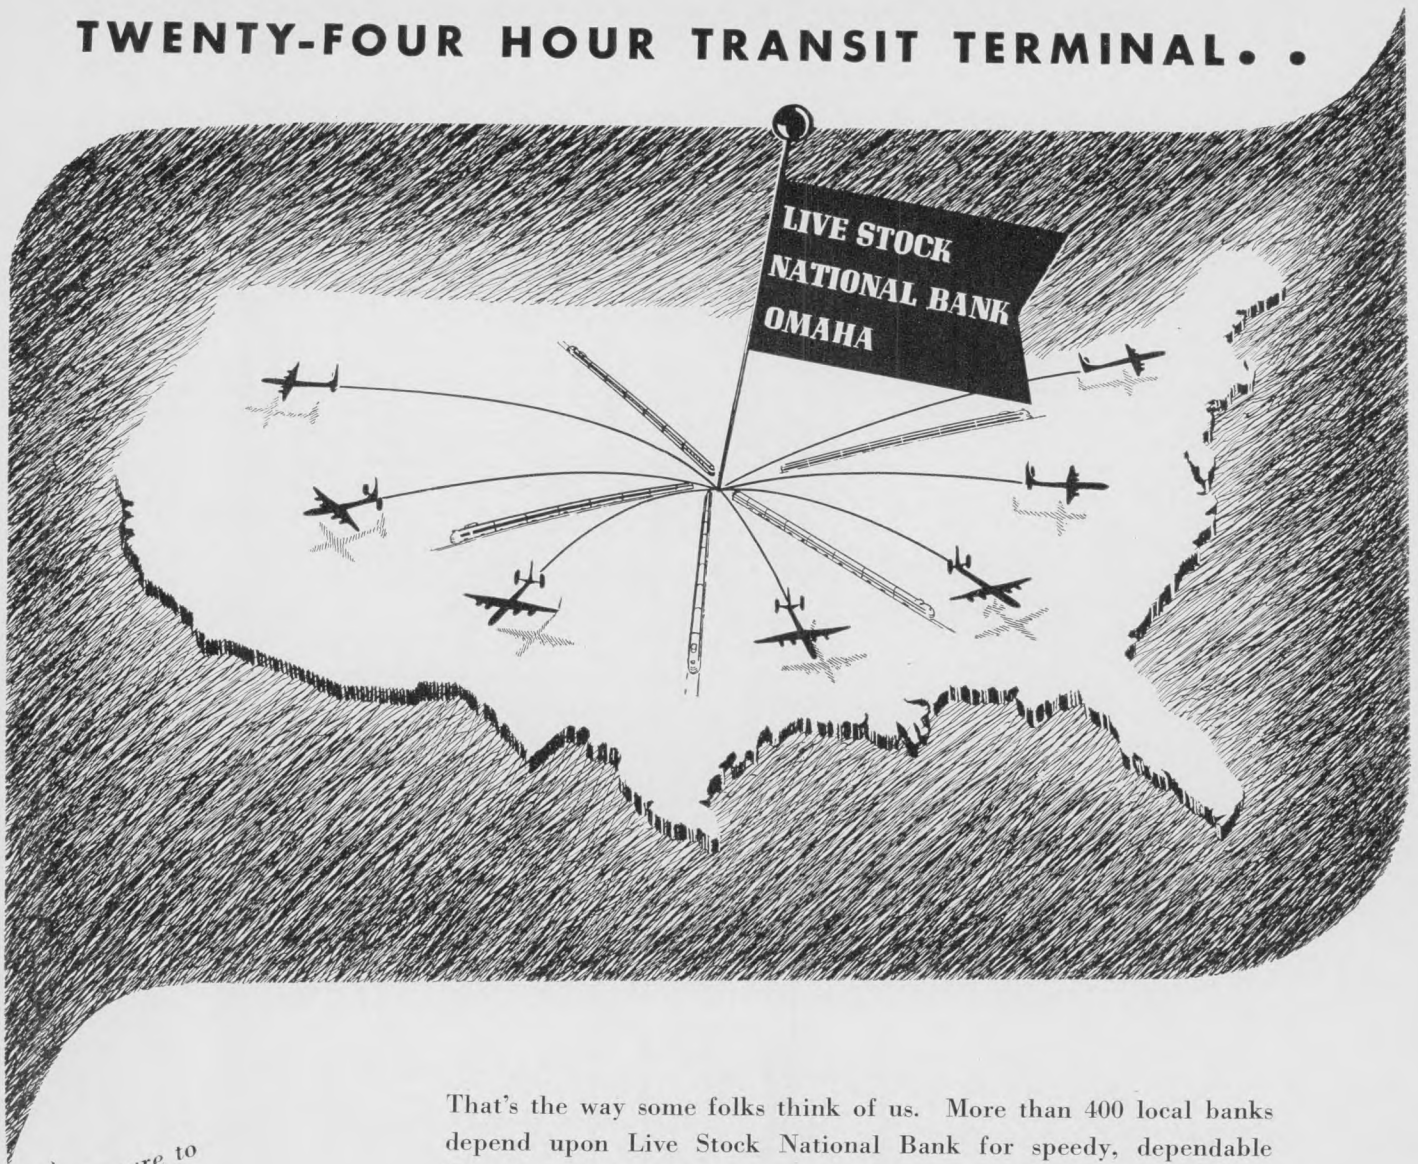 TWENTY-FOUR HOUR TRANSIT TERMINAL. .
LIVE STOCK
NATIONAL BANK
OMAHA
That's the way some folks think of us. More than 400 local banks
depend upon Live Stock National Bank for speedy, dependable
to